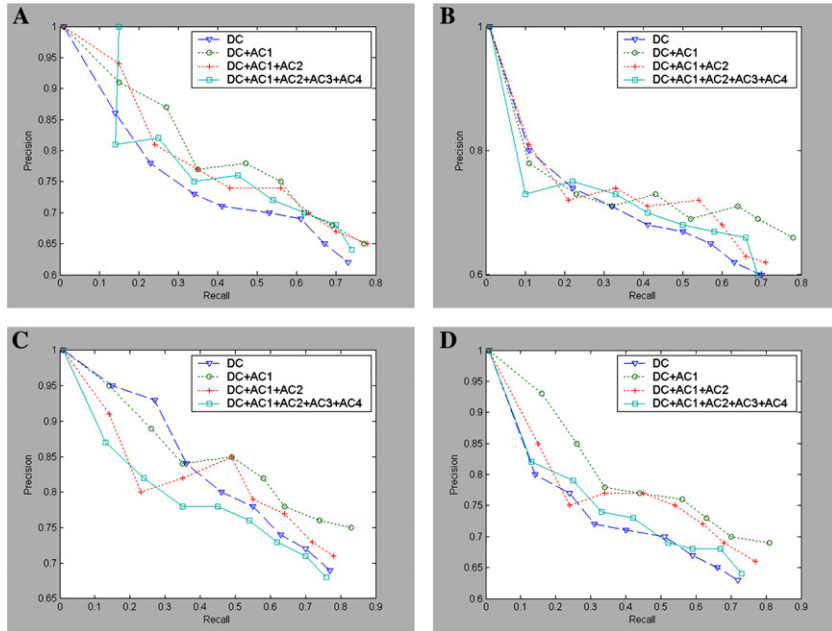 A
1
0.95
0.9
0.85
0.8
0.75
0.7
0.65
0.6
Precision
0 0.1 0.2 0.3 0.4 0.5 0.6 0.7 0.8
Recall
DC
DC+AC1
DC+AC1+AC2
DC+AC1+AC2+AC3+AC4
B
1
0.8
0.6
Precision
0 0.1 0.2 0.3 0.4 0.5 0.6 0.7 0.8
Recall
DC
DC+AC1
DC+AC1+AC2
DC+AC1+AC2+AC3+AC4
C
1
0.95
0.9
0.85
0.8
0.75
0.7
0.65
Precision
0 0.1 0.2 0.3 0.4 0.5 0.6 0.7 0.8 0.9
Recall
DC
DC+AC1
DC+AC1+AC2
DC+AC1+AC2+AC3+AC4
D
1
0.95
0.9
0.85
0.8
0.75
0.7
0.65
0.6
Precision
0 0.1 0.2 0.3 0.4 0.5 0.6 0.7 0.8 0.9
Recall
DC
DC+AC1
DC+AC1+AC2
DC+AC1+AC2+AC3+AC4